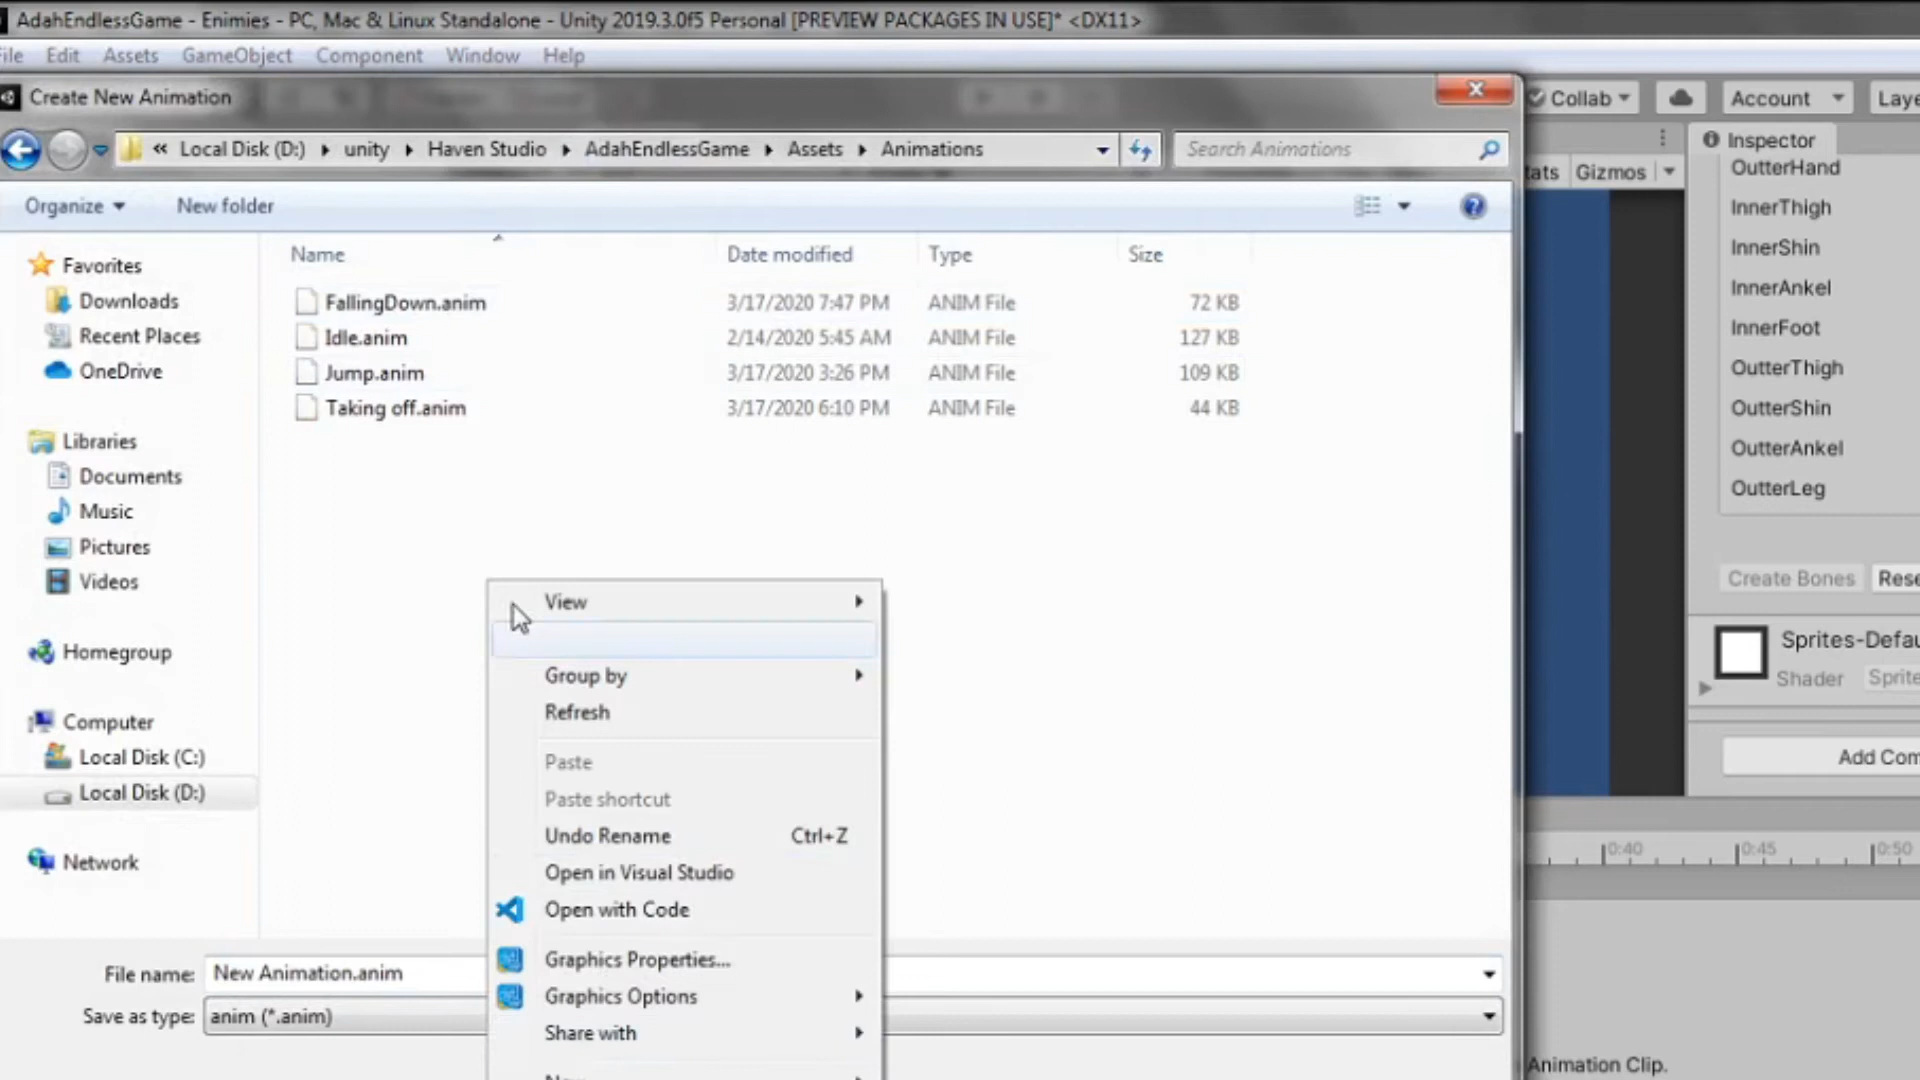 AdahEndlessGame - Enimies - PC, Mac & Linux Standalone - Unity 2019.3.0f5 Personal [PREVIEW PACKAGES IN USE]* <DX11>
File Edit Assets GameObject Component Window Help
Create New Animation
Collab Account Laye
« Local Disk (D:) unity Haven Studio AdahEndlessGame Assets Animations
Search Animations
Inspector
tats Gizmos
Organize New folder
Name Date modified Type Size
FallingDown.anim 3/17/2020 7:47 PM ANIM File 72 KB
Idle.anim 2/14/2020 5:45 AM ANIM File 127 KB
Jump.anim 3/17/2020 3:26 PM ANIM File 109 KB
Taking off.anim 3/17/2020 6:10 PM ANIM File 44 KB
Favorites
Downloads
Recent Places
OneDrive
Libraries
Documents
Music
Pictures
Videos
Homegroup
Computer
Local Disk (C:)
Local Disk (D:)
Network
View
Group by
Refresh
Paste
Paste shortcut
Undo Rename Ctrl+Z
Open in Visual Studio
Open with Code
Graphics Properties...
Graphics Options
Share with
File name: New Animation.anim
Save as type: anim (*.anim)
OutterHand
InnerThigh
InnerShin
InnerAnkel
InnerFoot
OutterThigh
OutterShin
OutterAnkel
OutterLeg
Create Bones Rese
Sprites-Defau
Shader Sprite
Add Com
0:40 0:45 0:50
Animation Clip.